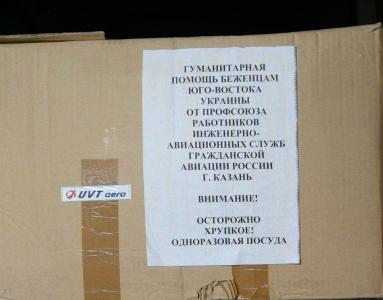 ГУМАНИТАРНАЯ
ПОМОЩЬ БЕЖЕНЦАМ
ЮГО-ВОСТОКА
УКРАИНЫ
ОТ ПРОФСОЮЗА
РАБОТНИКОВ
ИНЖЕНЕРНО-
АВИАЦИОННЫХ СЛУЖБ
ГРАЖДАНСКОЙ
АВИАЦИИ РОССИИ
Г. КАЗАНЬ
ВНИМАНИЕ!
ОСТОРОЖНО
ХРУПКОЕ!
ОДНОРАЗОВАЯ ПОСУДА
UVT aero